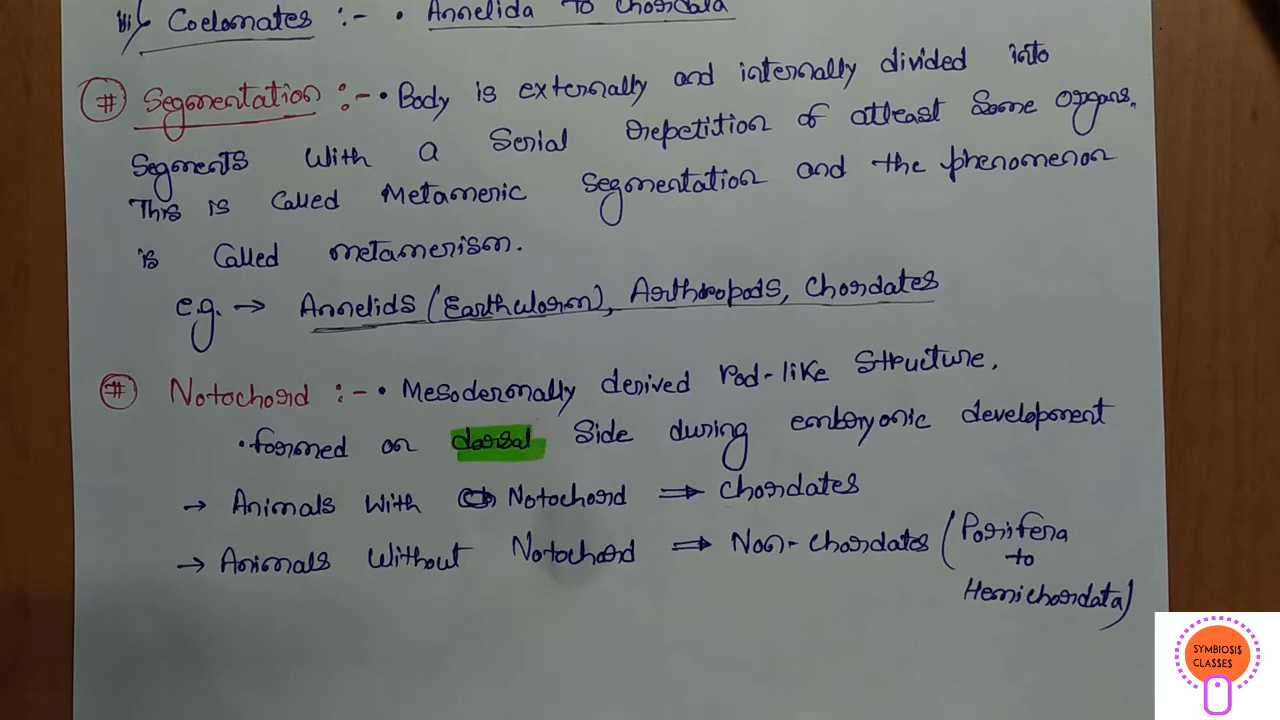 iii) Coelomates :- • Annelida to Chordata
# Segmentation :- • Body is externally and internally divided into
segments with a serial repetition of atleast some organs.
This is called Metameric segmentation and the phenomenon
is called metamerism.
e.g. → Annelids (Earthworm), Arthropods, Chordates
# Notochord :- • Mesodermally derived rod-like structure.
• formed on dorsal side during embryonic development
→ Animals with Notochord ⇒ Chordates
→ Animals without Notochord ⇒ Non-chordates (Porifera
to
Hemichordata)
SYMBIOSIS
CLASSES